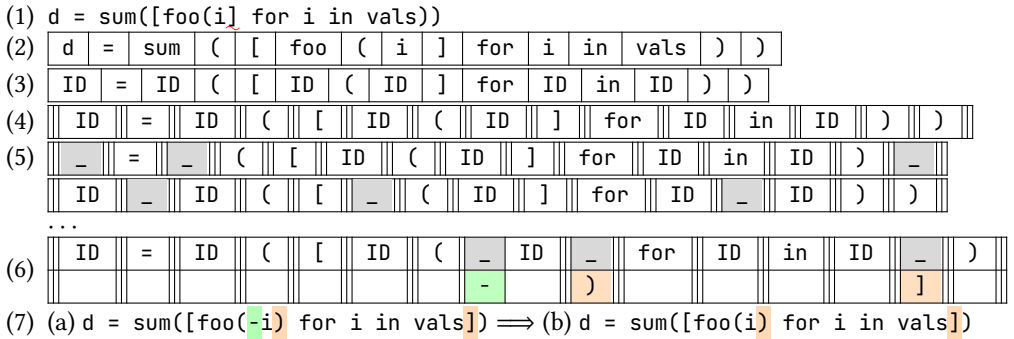 (1) d = sum([foo(i] for i in vals))
(2) d = sum ( [ foo ( i ] for i in vals ) )
(3) ID = ID ( [ ID ( ID ] for ID in ID ) )
(4) ID = ID ( [ ID ( ID ] for ID in ID ) )
(5) _ = _ ( [ ID ( ID ] for ID in ID ) _
ID _ ID ( [ _ ( ID ] for ID _ ID ) )
...
(6) ID = ID ( [ ID ( _ ID _ for ID in ID _ )
- ) ]
(7) (a) d = sum([foo(-i) for i in vals]) ⟹ (b) d = sum([foo(i) for i in vals])